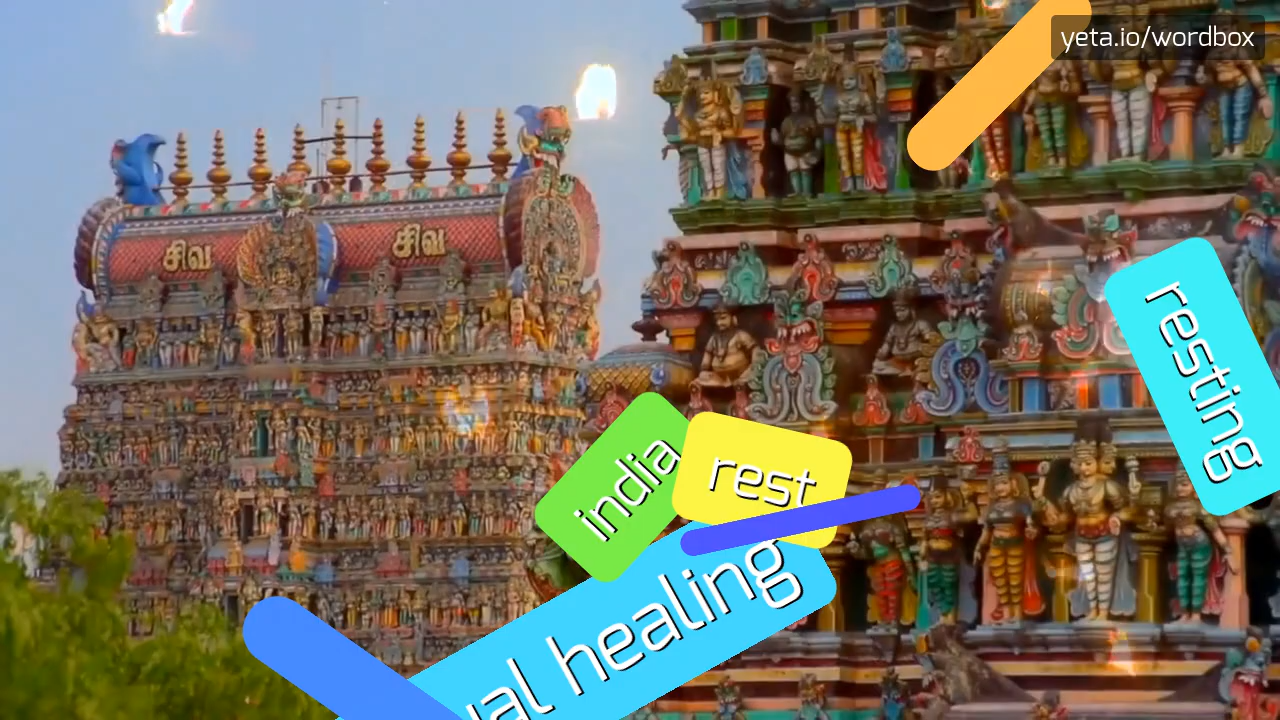 yeta.io/wordbox
சிவ
சிவ
resting
india
rest
healing